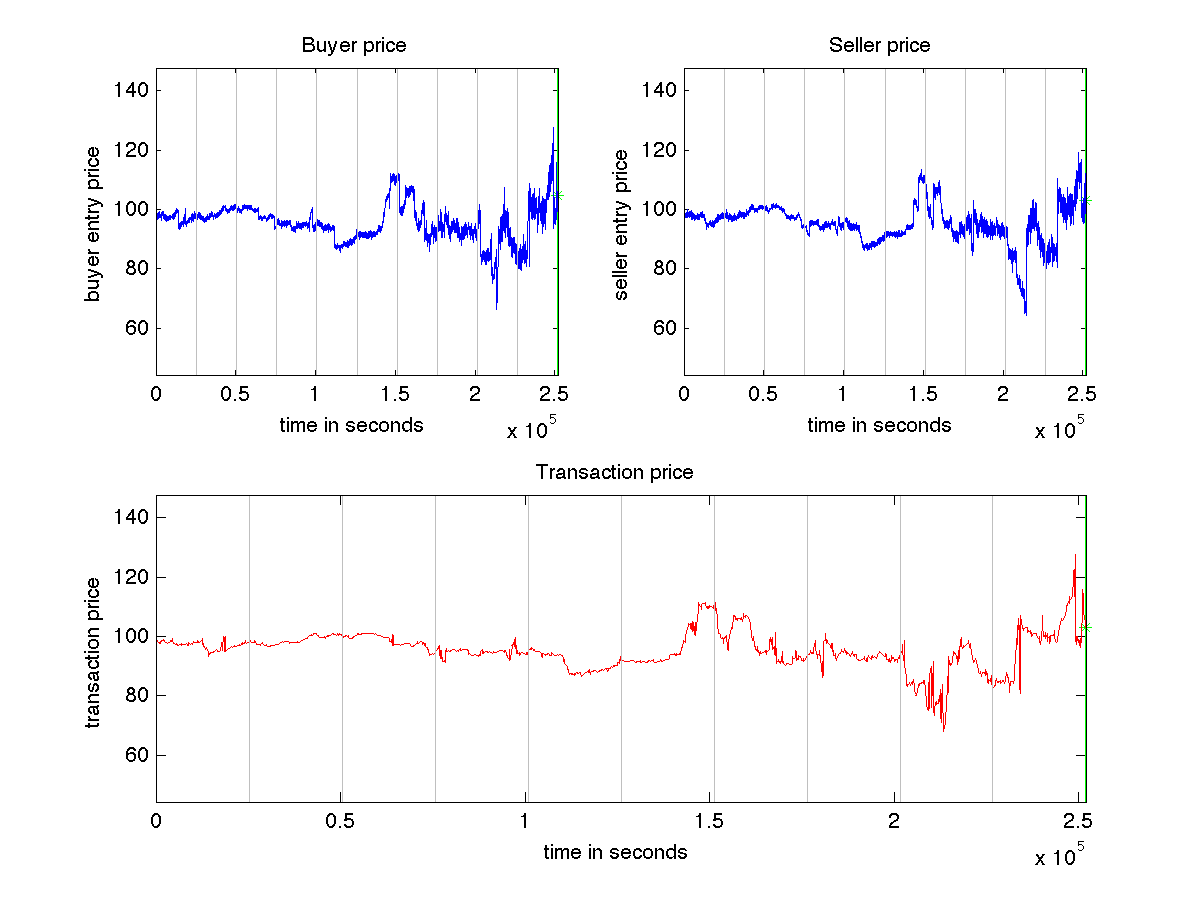 Buyer price
buyer entry price
140
120
100
80
60
0 0.5 1 1.5 2 2.5
time in seconds
x 10^5
Seller price
seller entry price
140
120
100
80
60
0 0.5 1 1.5 2 2.5
time in seconds
x 10^5
Transaction price
transaction price
140
120
100
80
60
0 0.5 1 1.5 2 2.5
time in seconds
x 10^5